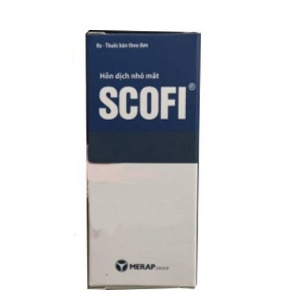 Rx - Thuốc bán theo đơn
Hỗn dịch nhỏ mắt
SCOFI®
MERAP GROUP